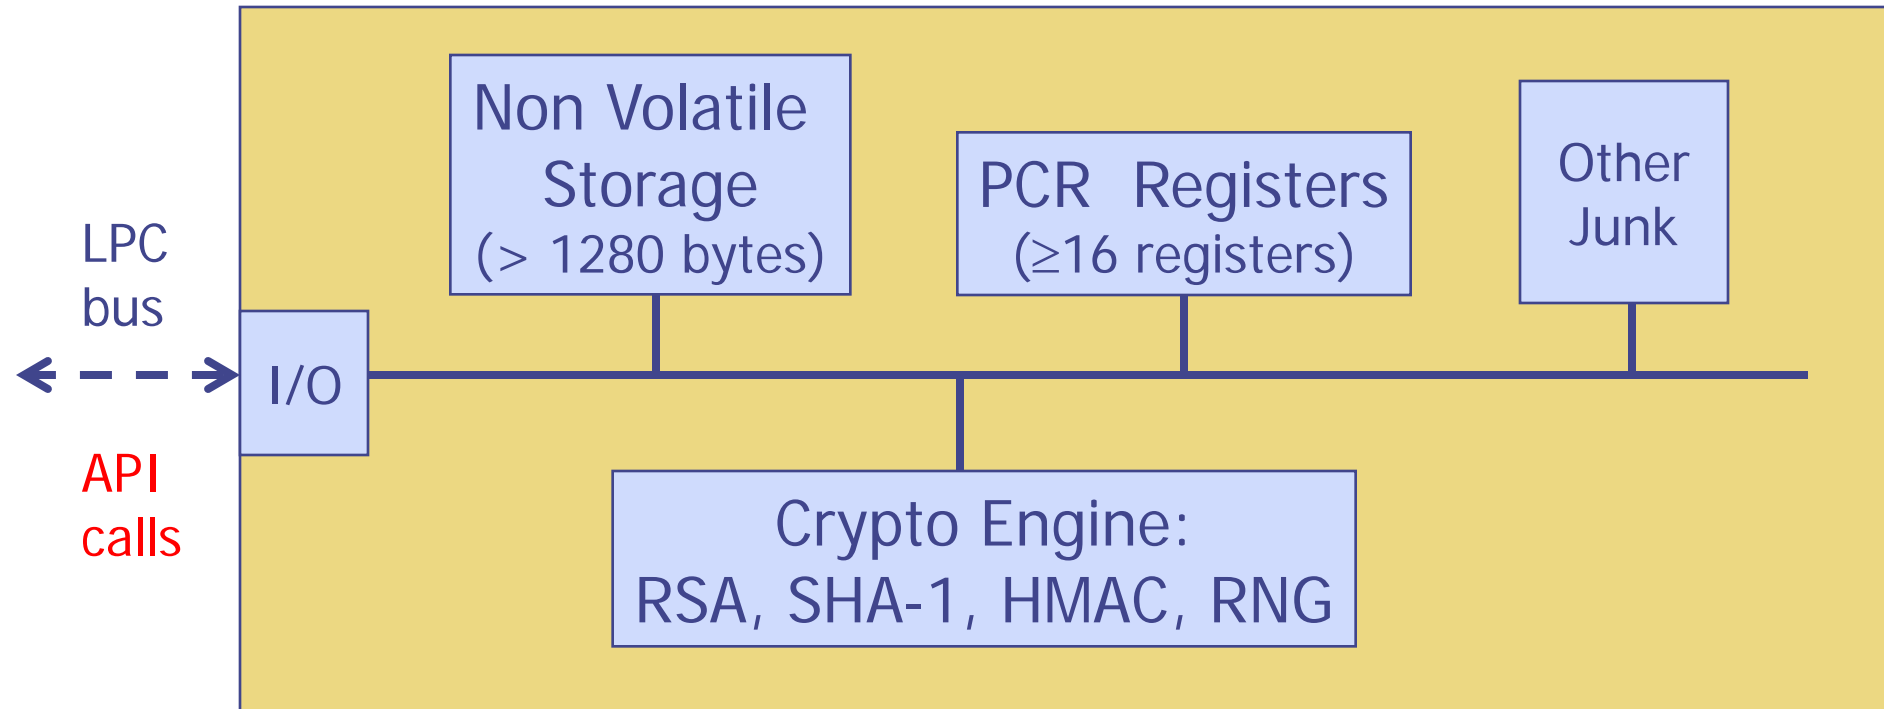 Non Volatile
Storage
(> 1280 bytes)
PCR Registers
(≥16 registers)
Other
Junk
LPC
bus
I/O
API
calls
Crypto Engine:
RSA, SHA-1, HMAC, RNG